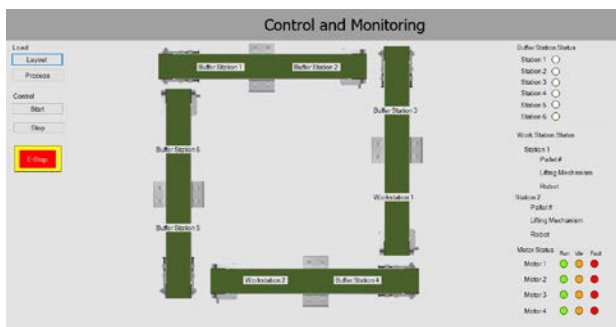 Control and Monitoring
Load
Layout
Process
Control
Start
Stop
E-Stop
Buffer Station 1
Buffer Station 2
Buffer Station 3
Workstation 1
Buffer Station 4
Workstation 2
Buffer Station 5
Buffer Station 6
Buffer Station Status
Station 1
Station 2
Station 3
Station 4
Station 5
Station 6
Work Station Status
Station 1
Pallet#
Lifting Mechanism
Robot
Station 2
Pallet#
Lifting Mechanism
Robot
Motor Status Run Idle Fault
Motor 1
Motor 2
Motor 3
Motor 4